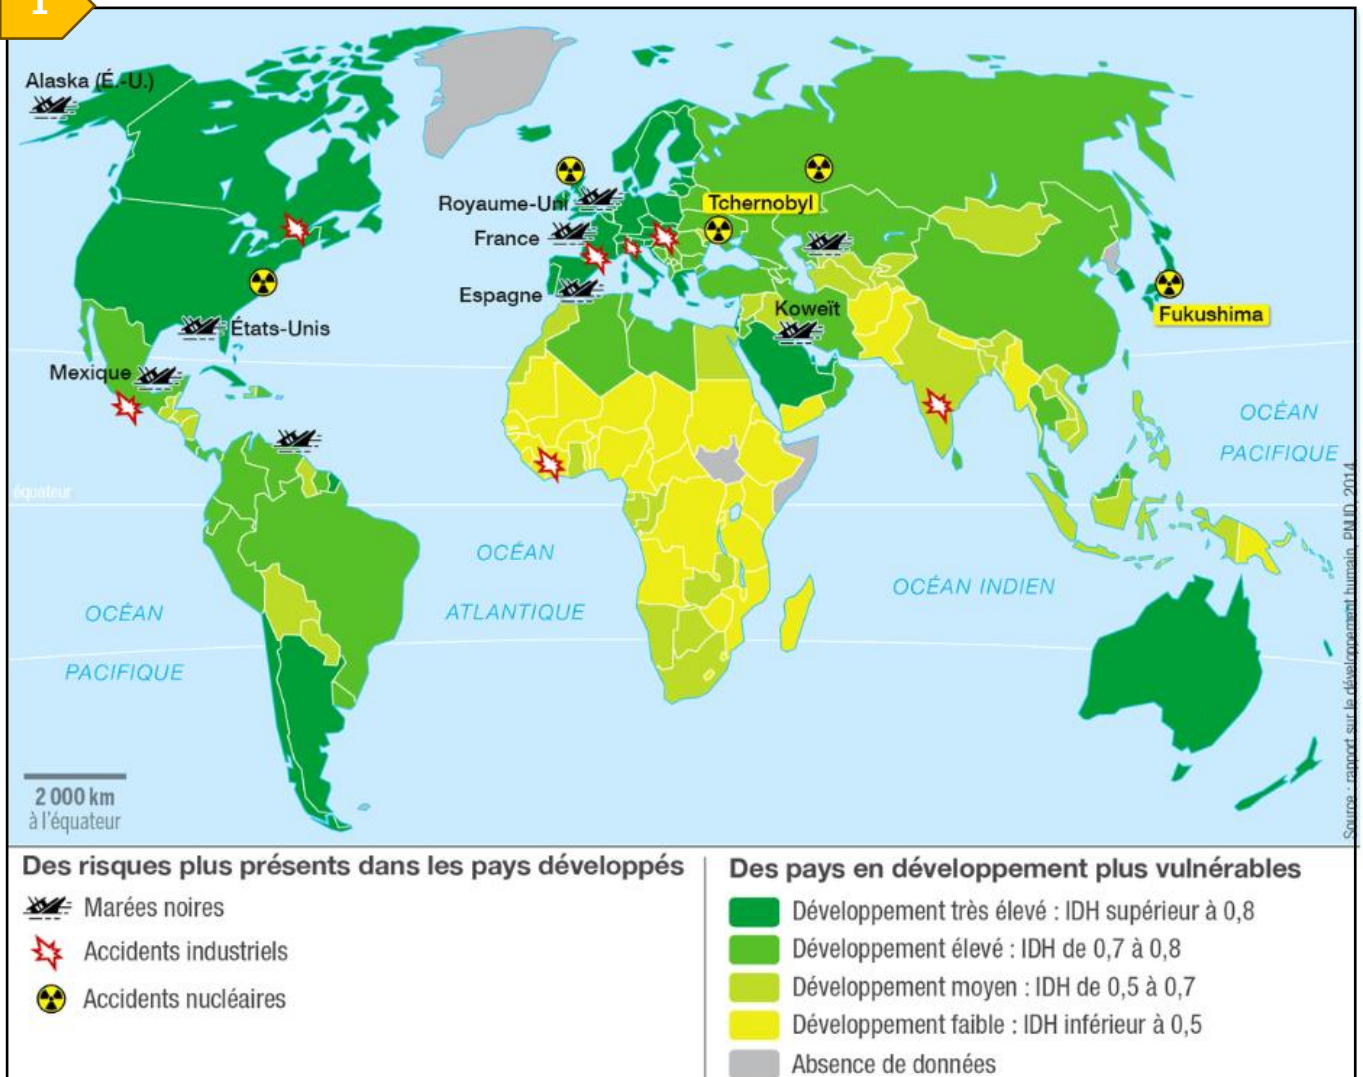 1
Alaska (É.-U.)
Royaume-Uni
Tchernobyl
France
Espagne
Koweït
Fukushima
États-Unis
Mexique
OCÉAN
PACIFIQUE
équateur
OCÉAN
ATLANTIQUE
OCÉAN INDIEN
OCÉAN
PACIFIQUE
2 000 km
à l'équateur
Source : rapport sur le développement humain, PNUD, 2014.
Des risques plus présents dans les pays développés
Marées noires
Accidents industriels
Accidents nucléaires
Des pays en développement plus vulnérables
Développement très élevé : IDH supérieur à 0,8
Développement élevé : IDH de 0,7 à 0,8
Développement moyen : IDH de 0,5 à 0,7
Développement faible : IDH inférieur à 0,5
Absence de données